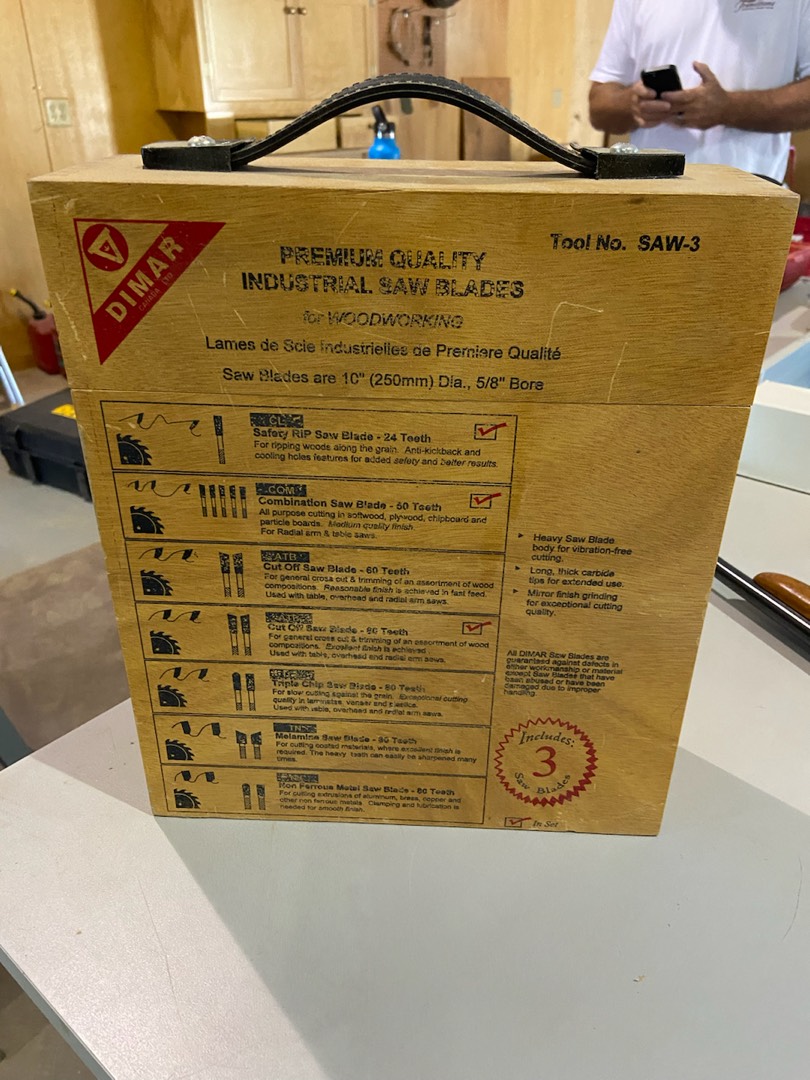 DIMAR
CANADA LTD
Tool No. SAW-3
PREMIUM QUALITY
INDUSTRIAL SAW BLADES
for WOODWORKING
Lames de Scie Industrielles de Premiere Qualité
Saw Blades are 10" (250mm) Dia., 5/8" Bore
CL
Safety RIP Saw Blade - 24 Teeth
For ripping woods along the grain. Anti-kickback and
cooling holes features for added safety and better results.
COM
Combination Saw Blade - 50 Teeth
All purpose cutting in softwood, plywood, chipboard and
particle boards. Medium quality finish.
For Radial arm & table saws.
ATB
Cut Off Saw Blade - 60 Teeth
For general cross cut & trimming of an assortment of wood
compositions. Reasonable finish is achieved in fast feed.
Used with table, overhead and radial arm saws.
Cut Off Saw Blade - 80 Teeth
For general cross cut & trimming of an assortment of wood
compositions. Excellent finish is achieved
Used with table, overhead and radial arm saws.
Triple Chip Saw Blade - 80 Teeth
For slow cutting against the grain. Exceptional cutting
quality in laminates, veneer and plastics.
Used with table, overhead and radial arm saws.
Melamine Saw Blade - 80 Teeth
For cutting coated materials, where excellent finish is
required. The heavy teeth can easily be sharpened many
times.
Non Ferrous Metal Saw Blade - 80 Teeth
For cutting extrusions of aluminum, brass, copper and
other non ferrous metals. Clamping and lubrication is
needed for smooth finish.
Heavy Saw Blade
body for vibration-free
cutting.
Long, thick carbide
tips for extended use.
Mirror finish grinding
for exceptional cutting
quality.
All DIMAR Saw Blades are
guaranteed against defects in
either workmanship or material
except Saw Blades that have
been abused or have been
damaged due to improper
handling.
Includes:
3
Saw Blades
In Set